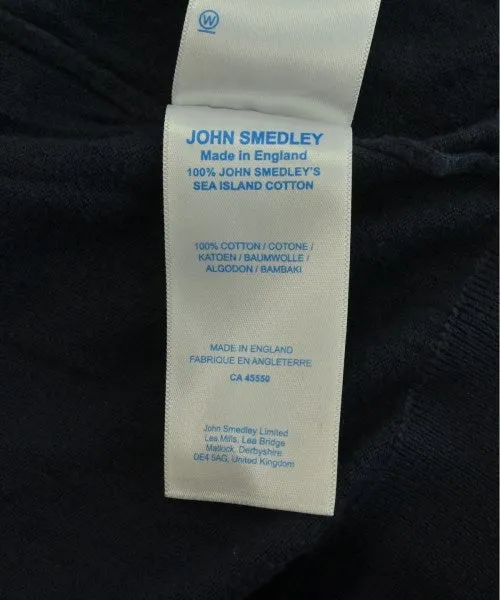 W
JOHN SMEDLEY
Made in England
100% JOHN SMEDLEY'S
SEA ISLAND COTTON
100% COTTON / COTONE /
KATOEN / BAUMWOLLE /
ALGODON / BAMBAKI
MADE IN ENGLAND
FABRIQUE EN ANGLETERRE
CA 45550
John Smedley Limited
Lea Mills, Lea Bridge
Matlock, Derbyshire
DE4 5AG, United Kingdom